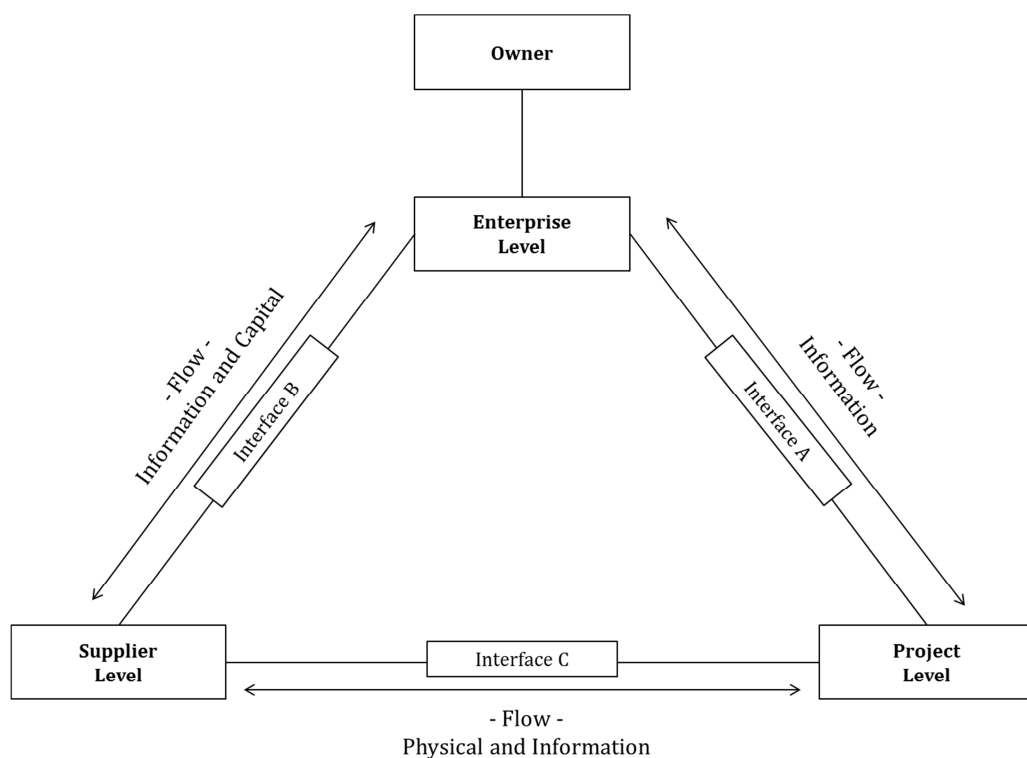 Owner
Enterprise
Level
- Flow -
Information and Capital
Interface B
Interface A
- Flow -
Information
Supplier
Level
Interface C
Project
Level
- Flow -
Physical and Information